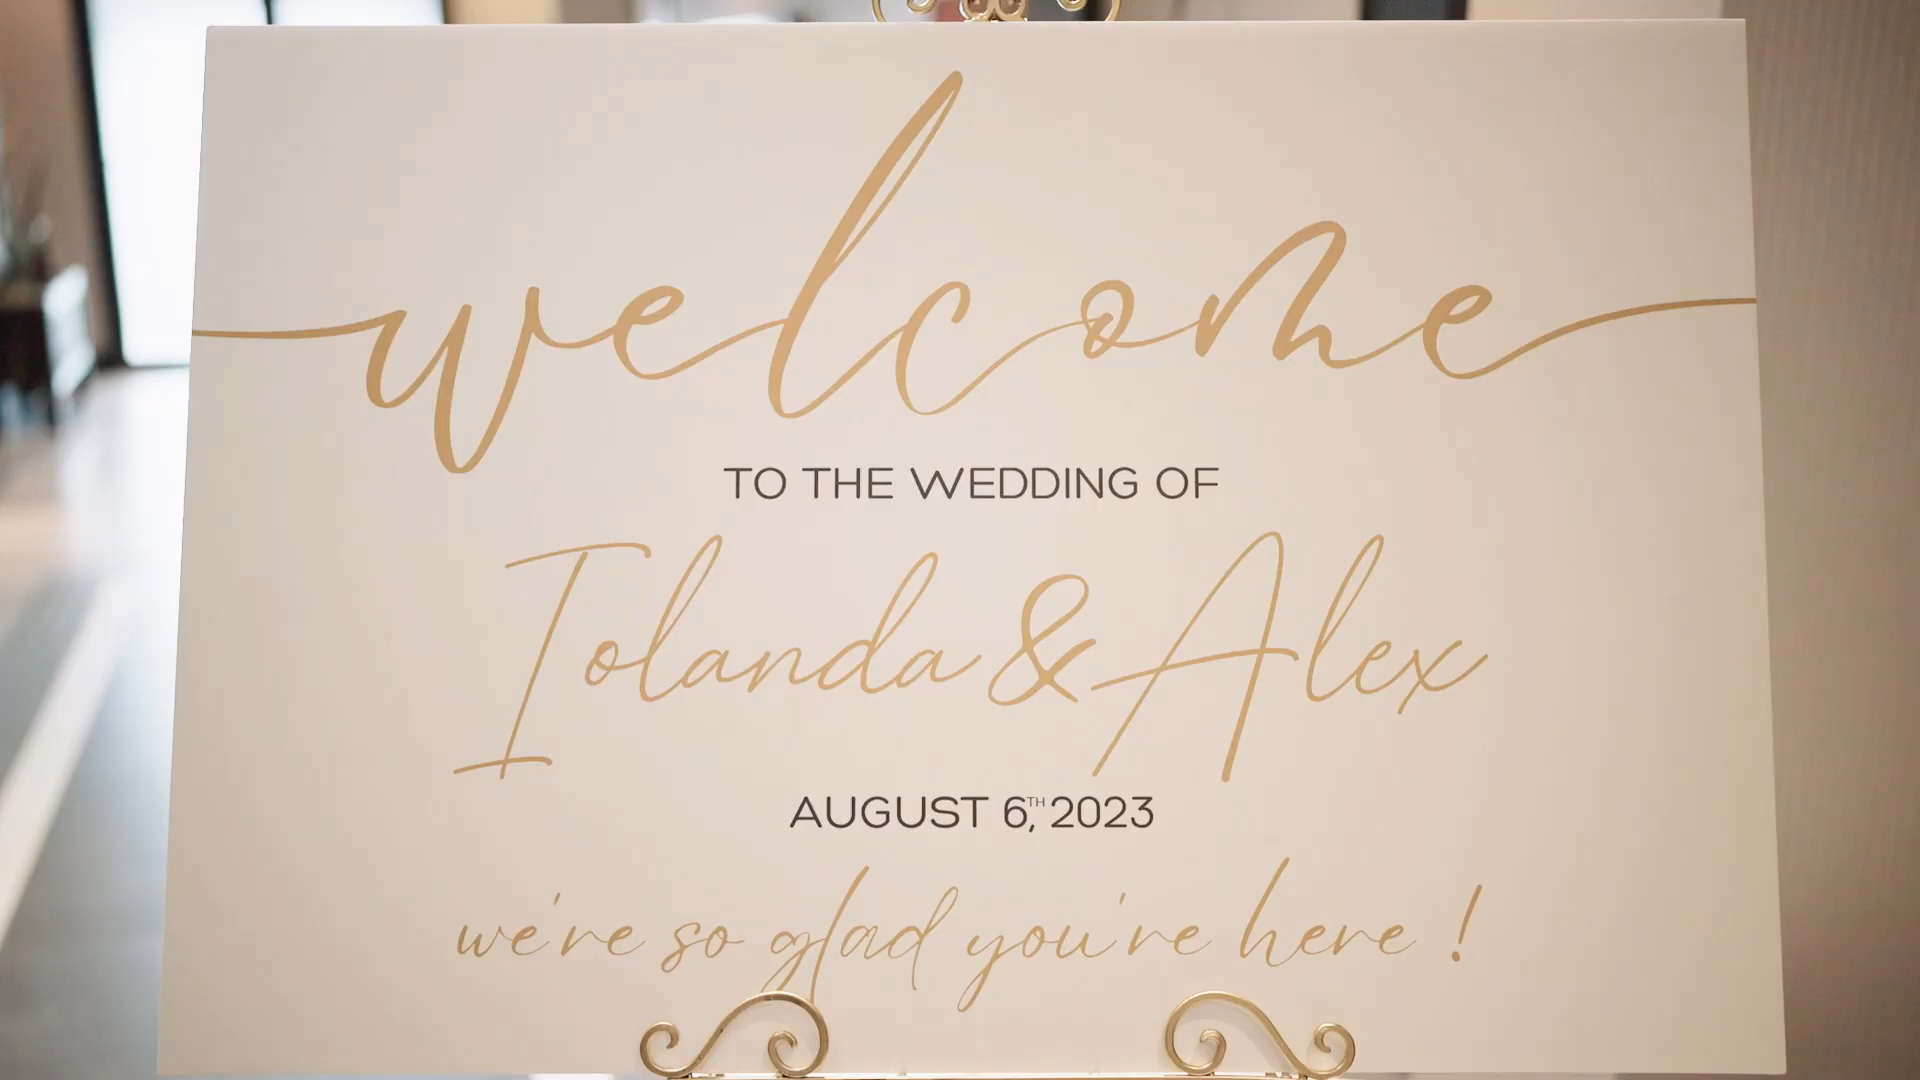 welcome
TO THE WEDDING OF
Iolanda & Alex
AUGUST 6TH, 2023
we're so glad you're here !